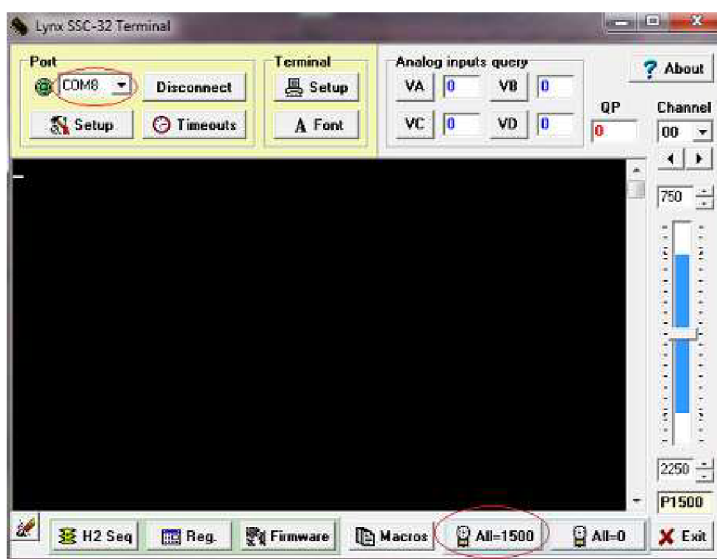 Lynx SSC-32 Terminal
Port
COM8
Disconnect
Setup
Timeouts
Terminal
Setup
A Font
Analog inputs query
VA 0 VB 0
VC 0 VD 0
QP
0
? About
Channel
00
750
2250
P1500
H2 Seq
Reg.
Firmware
Macros
All=1500
All=0
Exit